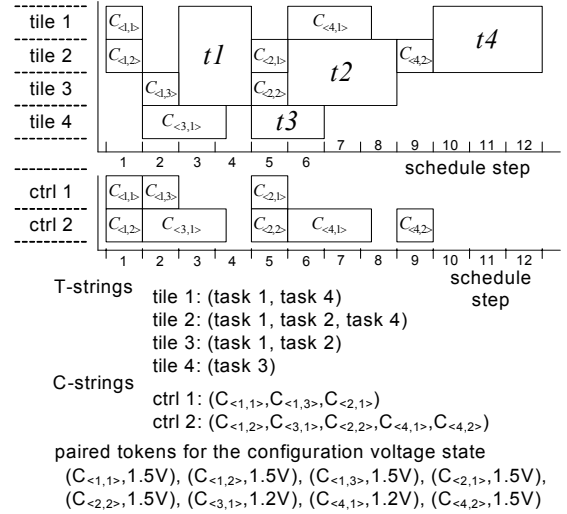 tile 1 C<1,1> C<4,1>
tile 2 C<1,2> t1 C<2,1> t2 C<4,2> t4
tile 3 C<1,3> C<2,2>
tile 4 C<3,1> t3
1 2 3 4 5 6 7 8 9 10 11 12
schedule step
ctrl 1 C<1,1> C<1,3> C<2,1>
ctrl 2 C<1,2> C<3,1> C<2,2> C<4,1> C<4,2>
1 2 3 4 5 6 7 8 9 10 11 12
schedule
step
T-strings
tile 1: (task 1, task 4)
tile 2: (task 1, task 2, task 4)
tile 3: (task 1, task 2)
tile 4: (task 3)
C-strings
ctrl 1: (C<1,1>,C<1,3>,C<2,1>)
ctrl 2: (C<1,2>,C<3,1>,C<2,2>,C<4,1>,C<4,2>)
paired tokens for the configuration voltage state
(C<1,1>,1.5V), (C<1,2>,1.5V), (C<1,3>,1.5V), (C<2,1>,1.5V),
(C<2,2>,1.5V), (C<3,1>,1.2V), (C<4,1>,1.2V), (C<4,2>,1.5V)